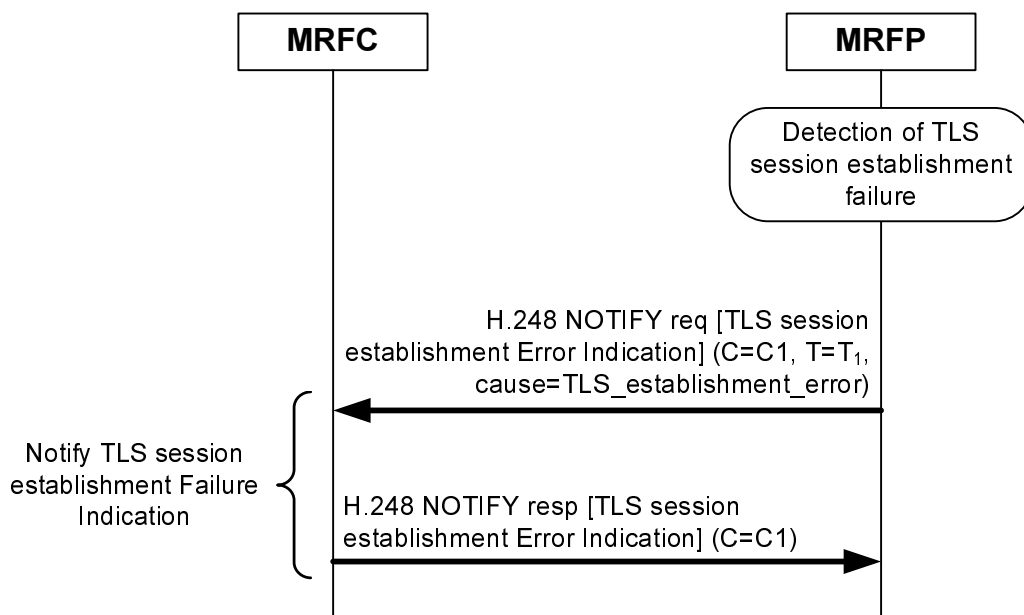 MRFC
MRFP
Detection of TLS
session establishment
failure
H.248 NOTIFY req [TLS session
establishment Error Indication] (C=C1, T=T₁,
cause=TLS_establishment_error)
Notify TLS session
establishment Failure
Indication
H.248 NOTIFY resp [TLS session
establishment Error Indication] (C=C1)